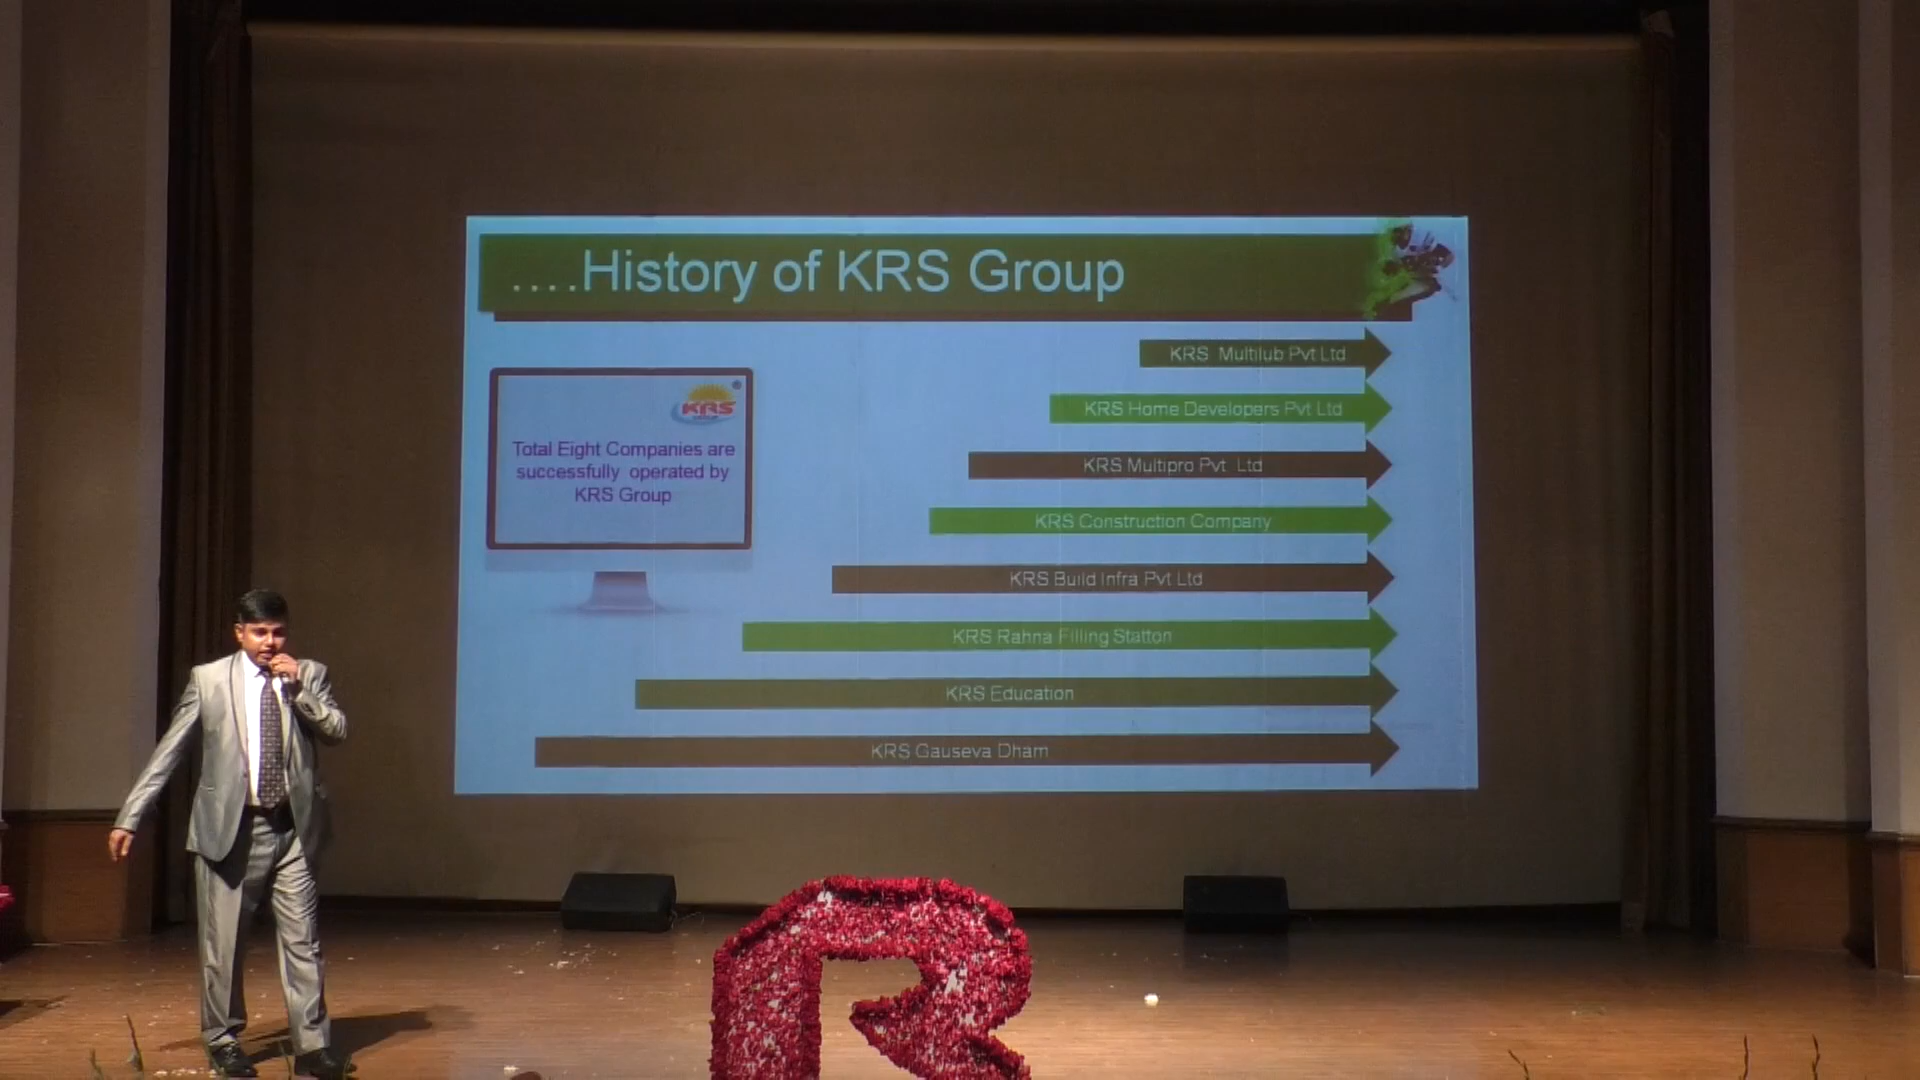 ....History of KRS Group
KRS Multilub Pvt Ltd
KRS Home Developers Pvt Ltd
KRS Multipro Pvt Ltd
KRS Construction Company
KRS Build Infra Pvt Ltd
KRS Rahna Filling Statton
KRS Education
KRS Gauseva Dham
KRS
Total Eight Companies are
successfully operated by
KRS Group
R